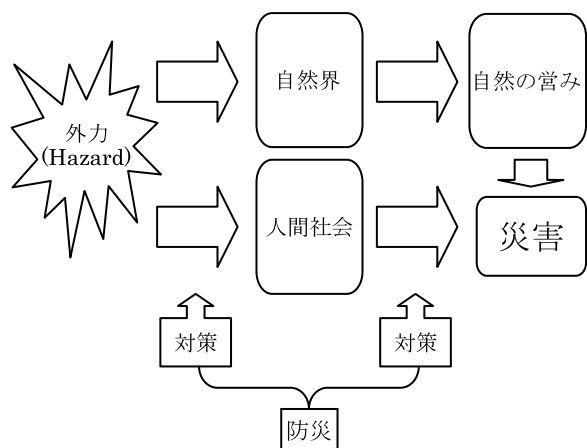 外力
(Hazard)
自然界
自然の営み
人間社会
災害
対策
対策
防災